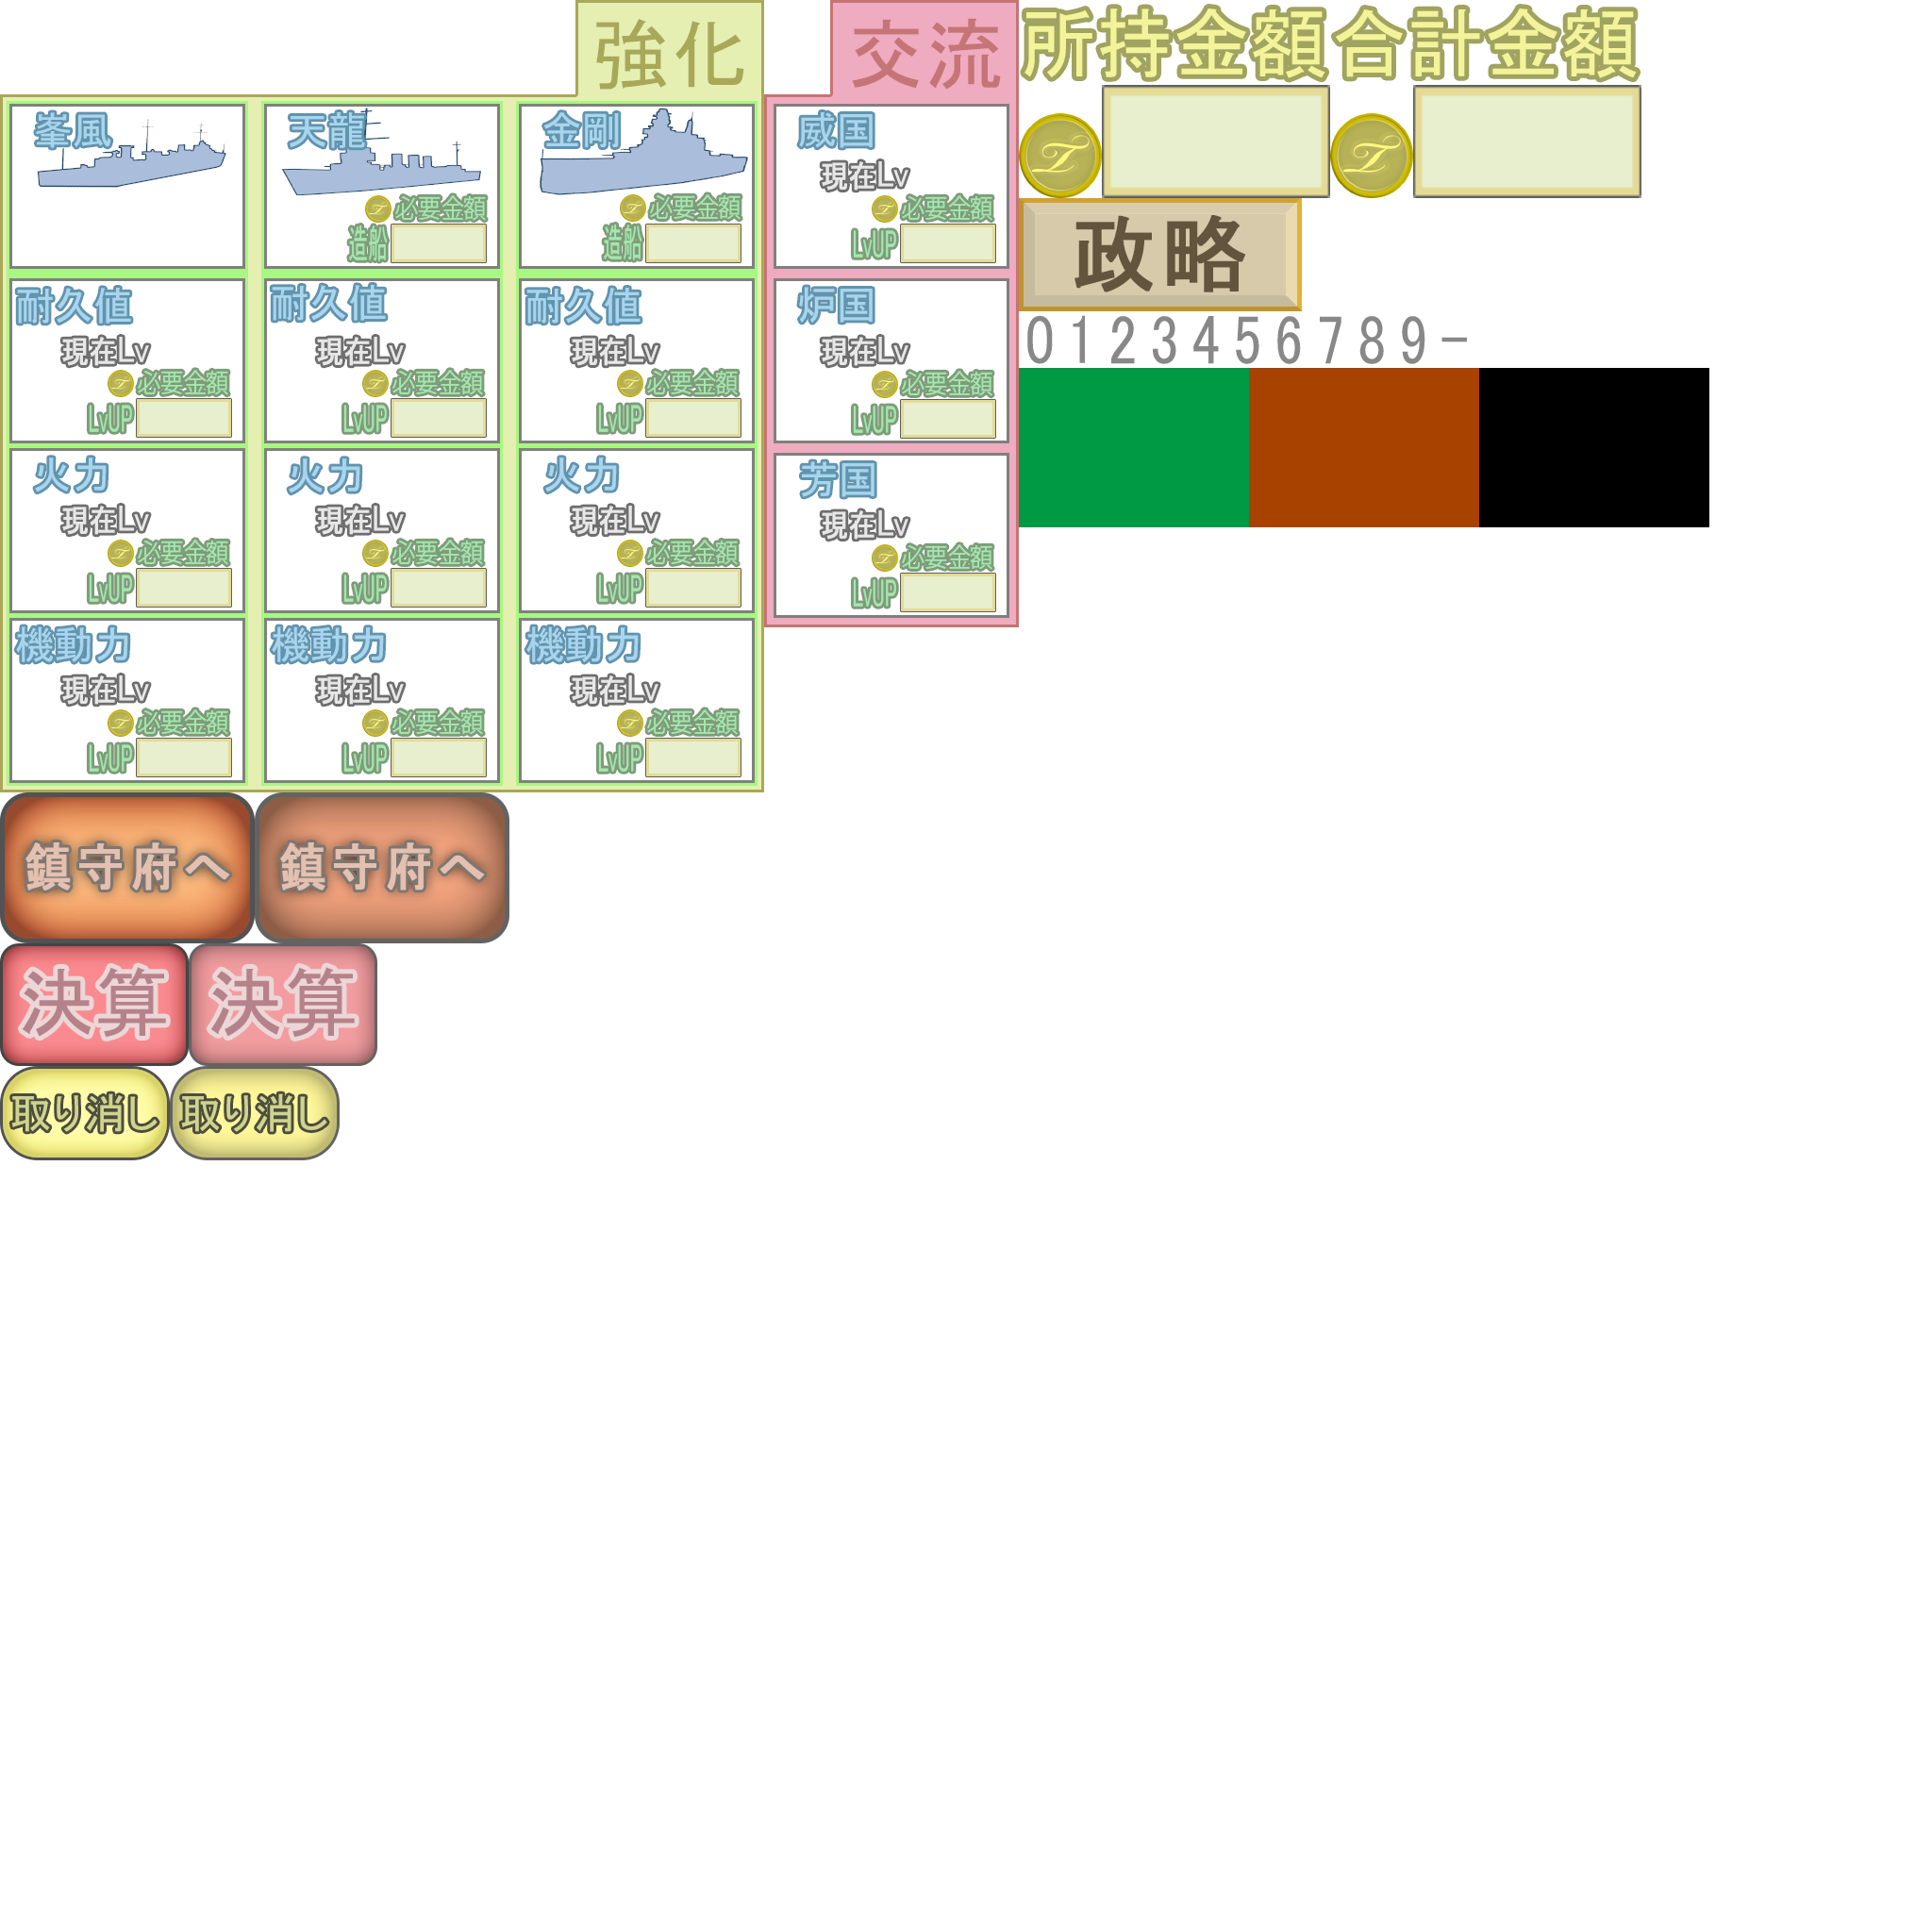 強化
峯風
天龍
必要金額
造船
金剛
必要金額
造船
耐久値
現在Lv
必要金額
LvUP
耐久値
現在Lv
必要金額
LvUP
耐久値
現在Lv
必要金額
LvUP
火力
現在Lv
必要金額
LvUP
火力
現在Lv
必要金額
LvUP
火力
現在Lv
必要金額
LvUP
機動力
現在Lv
必要金額
LvUP
機動力
現在Lv
必要金額
LvUP
機動力
現在Lv
必要金額
LvUP
交流
威国
現在Lv
必要金額
LvUP
炉国
現在Lv
必要金額
LvUP
芳国
現在Lv
必要金額
LvUP
所持金額
合計金額
政略
0123456789-
鎮守府へ
鎮守府へ
決算
決算
取り消し
取り消し